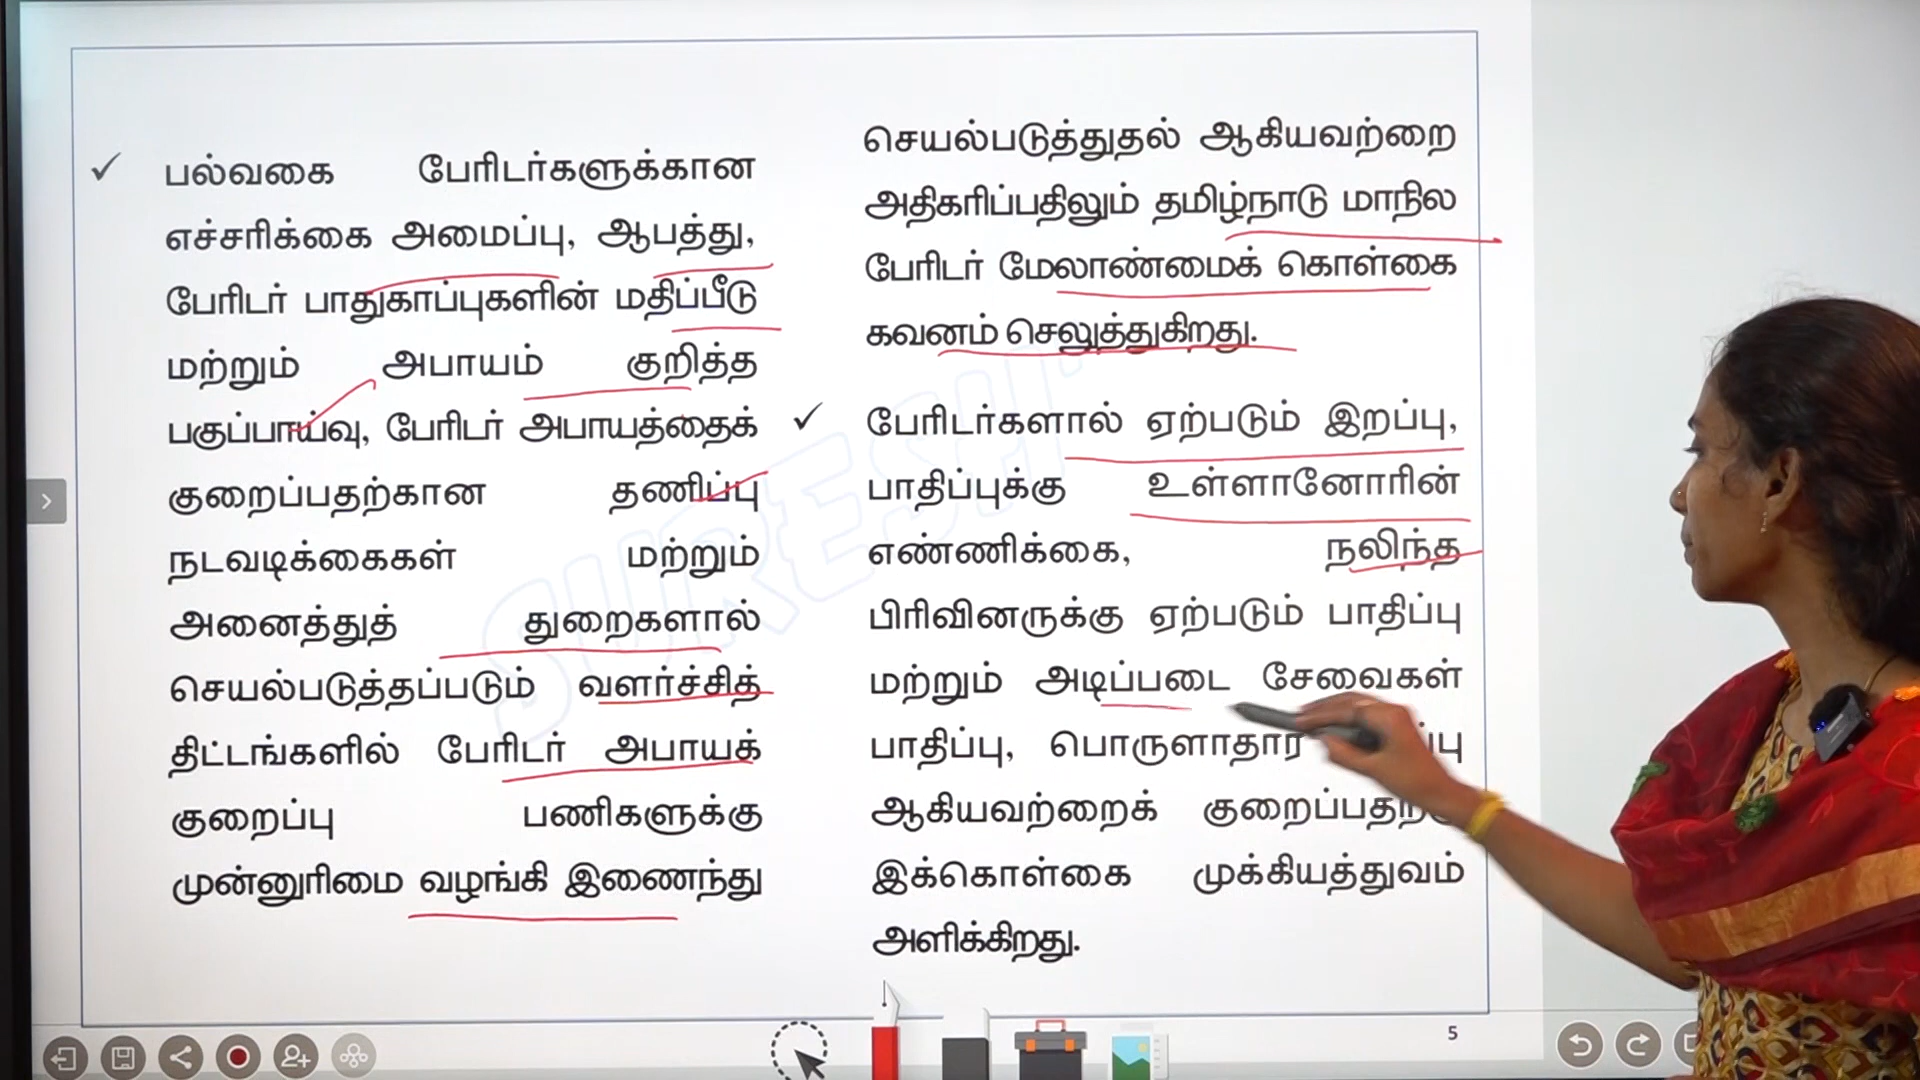 பல்வகை பேரிடர்களுக்கான
எச்சரிக்கை அமைப்பு, ஆபத்து,
பேரிடர் பாதுகாப்புகளின் மதிப்பீடு
மற்றும் அபாயம் குறித்த
பகுப்பாய்வு, பேரிடர் அபாயத்தைக்
குறைப்பதற்கான தணிப்பு
நடவடிக்கைகள் மற்றும்
அனைத்துத் துறைகளால்
செயல்படுத்தப்படும் வளர்ச்சித்
திட்டங்களில் பேரிடர் அபாயக்
குறைப்பு பணிகளுக்கு
முன்னுரிமை வழங்கி இணைந்து
செயல்படுத்துதல் ஆகியவற்றை
அதிகரிப்பதிலும் தமிழ்நாடு மாநில
பேரிடர் மேலாண்மைக் கொள்கை
கவனம் செலுத்துகிறது.
பேரிடர்களால் ஏற்படும் இறப்பு,
பாதிப்புக்கு உள்ளானோரின்
எண்ணிக்கை, நலிந்த
பிரிவினருக்கு ஏற்படும் பாதிப்பு
மற்றும் அடிப்படை சேவைகள்
பாதிப்பு, பொருளாதார
ஆகியவற்றைக்
இக்கொள்கை முக்கியத்துவம்
அளிக்கிறது.
SURESH
5